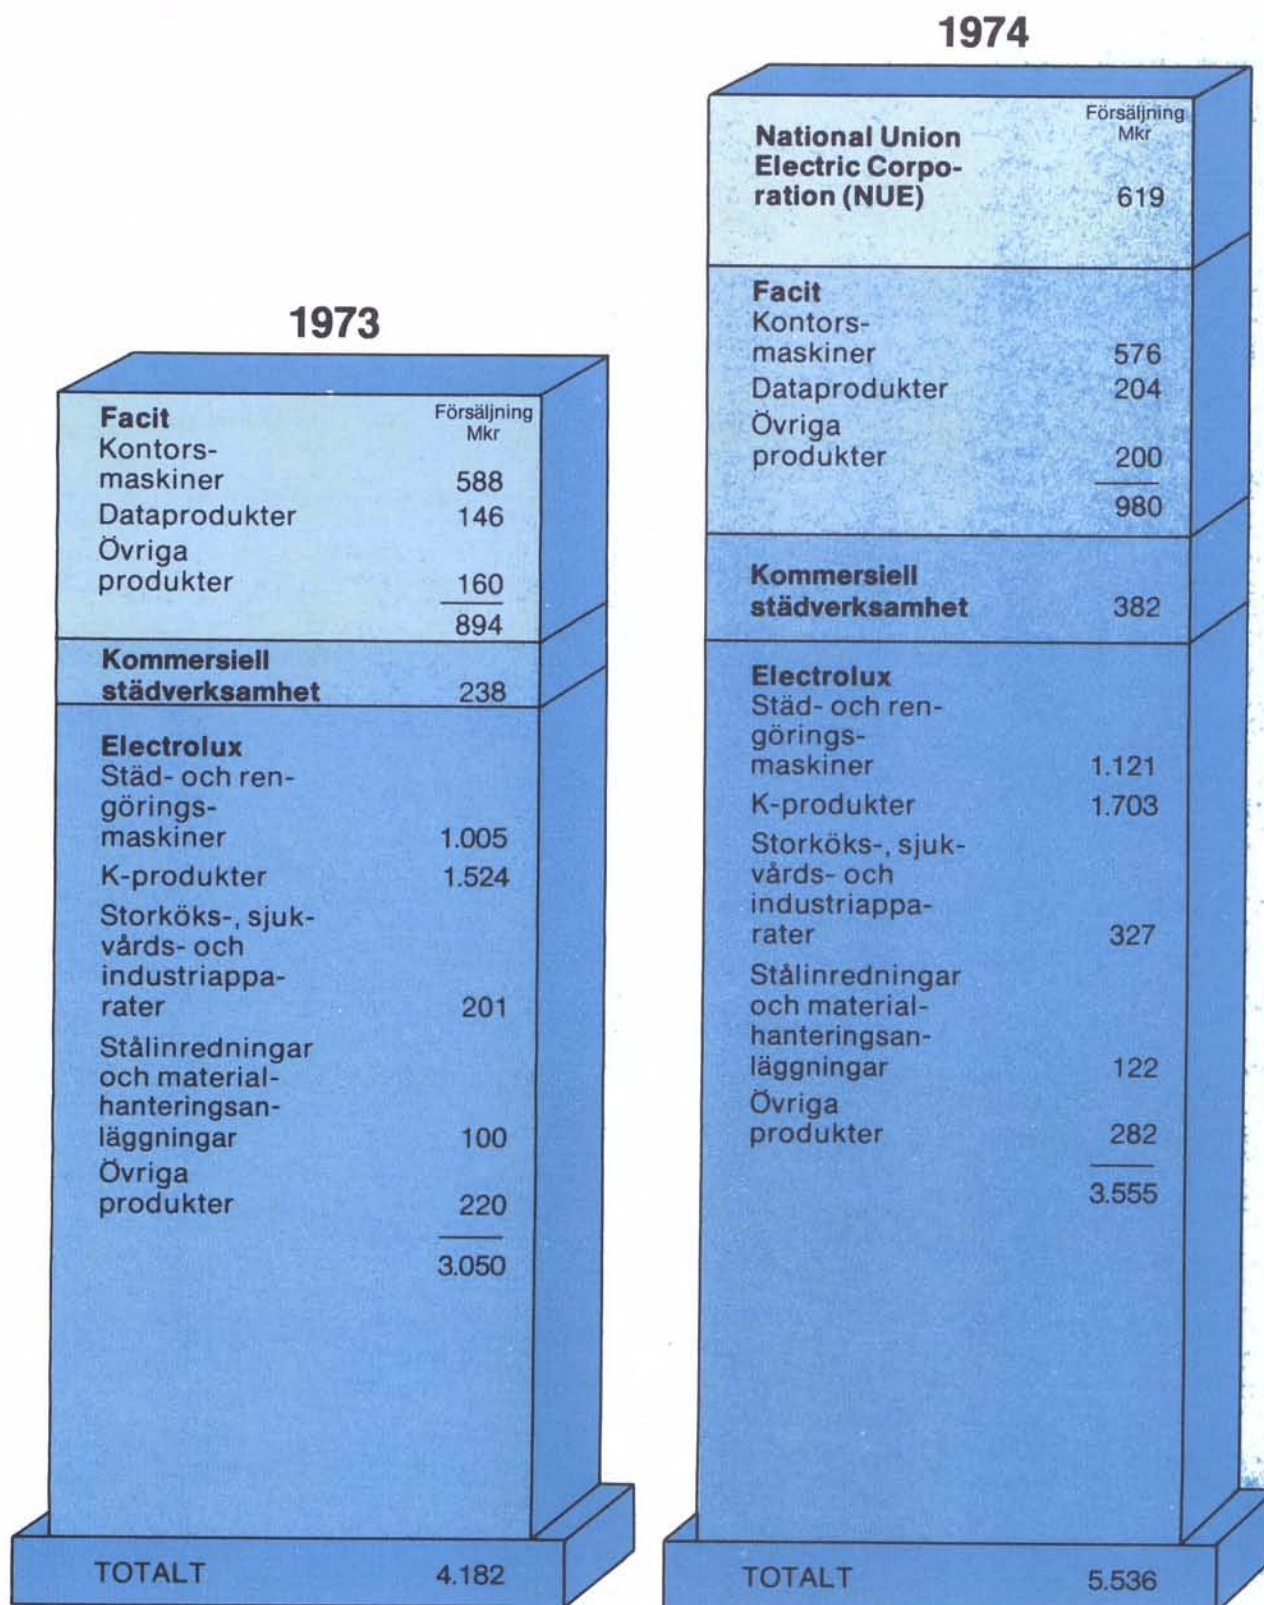 1973
Facit Försäljning
Mkr
Kontors-
maskiner 588
Dataprodukter 146
Övriga
produkter 160
894
Kommersiell
städverksamhet 238
Electrolux
Städ- och ren-
görings-
maskiner 1.005
K-produkter 1.524
Storköks-, sjuk-
vårds- och
industriappa-
rater 201
Stålinredningar
och material-
hanteringsan-
läggningar 100
Övriga
produkter 220
3.050
TOTALT 4.182
1974
Försäljning
Mkr
National Union
Electric Corpo-
ration (NUE) 619
Facit
Kontors-
maskiner 576
Dataprodukter 204
Övriga
produkter 200
980
Kommersiell
städverksamhet 382
Electrolux
Städ- och ren-
görings-
maskiner 1.121
K-produkter 1.703
Storköks-, sjuk-
vårds- och
industriappa-
rater 327
Stålinredningar
och material-
hanteringsan-
läggningar 122
Övriga
produkter 282
3.555
TOTALT 5.536